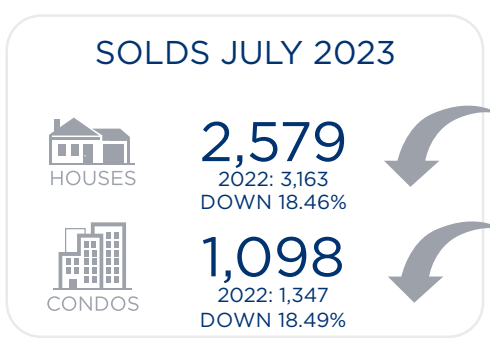 SOLDS JULY 2023
HOUSES
2,579
2022: 3,163
DOWN 18.46%
CONDOS
1,098
2022: 1,347
DOWN 18.49%